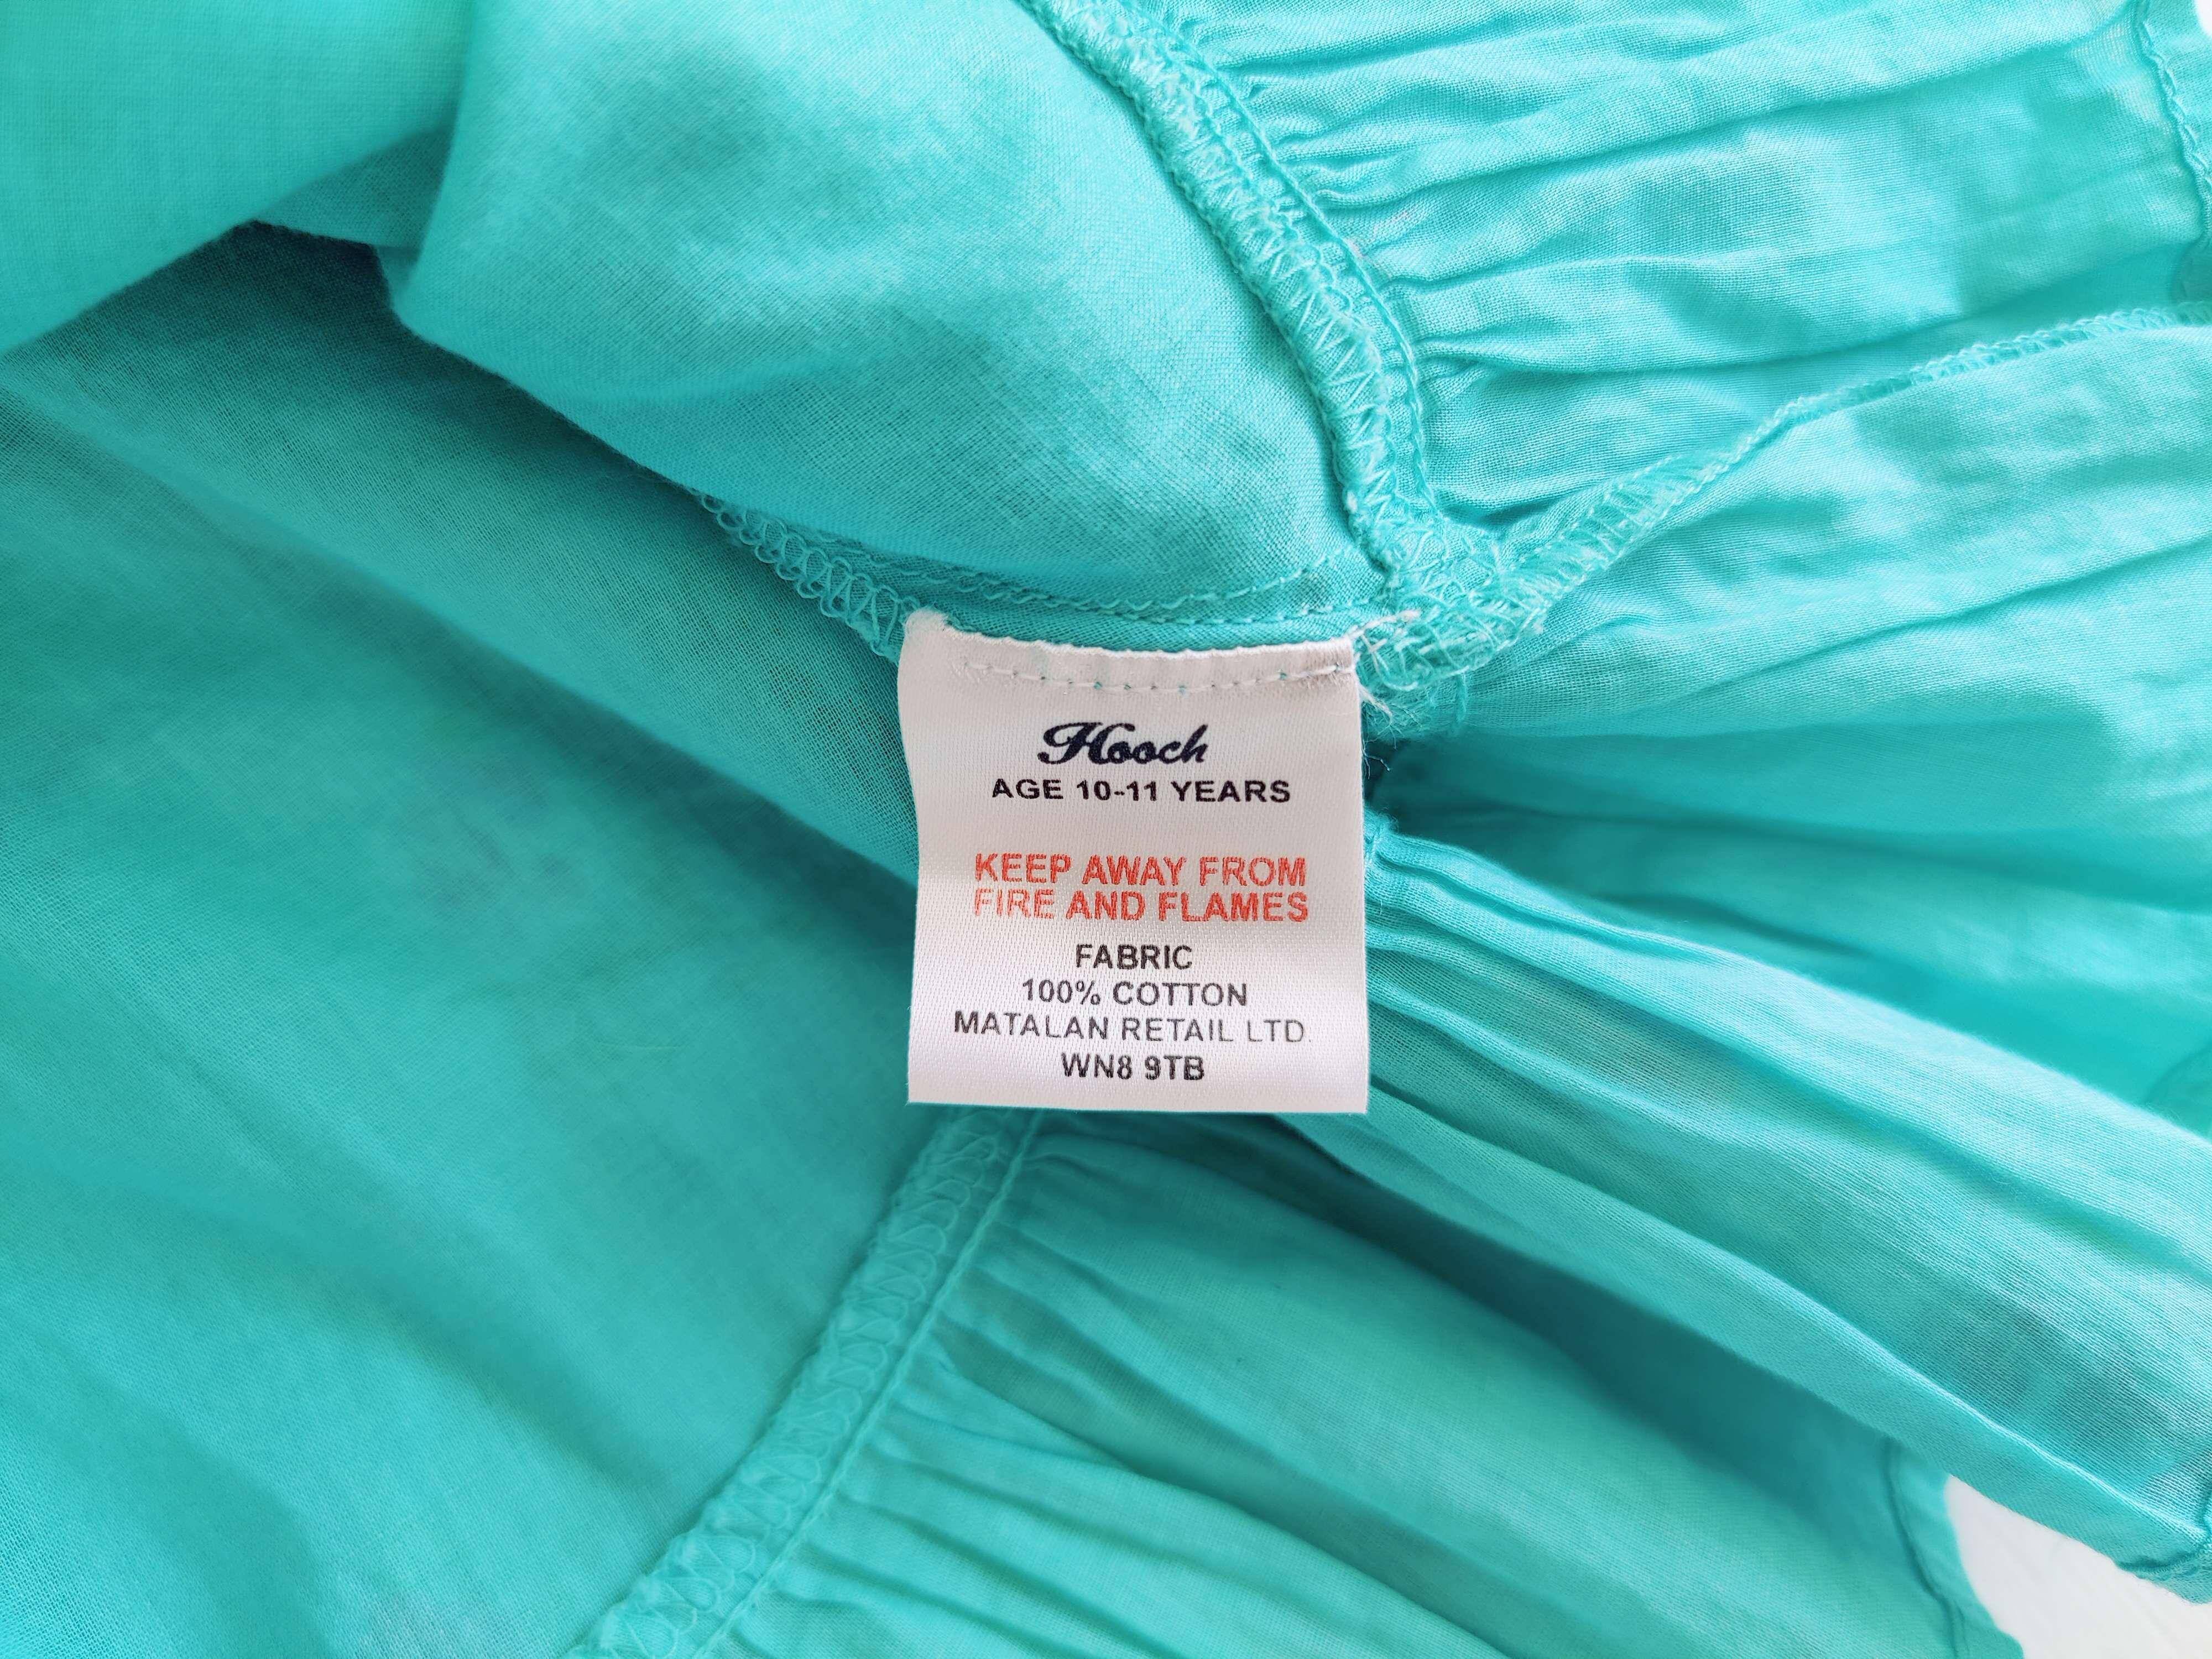 Hooch
AGE 10-11 YEARS
KEEP AWAY FROM
FIRE AND FLAMES
FABRIC
100% COTTON
MATALAN RETAIL LTD.
WN8 9TB